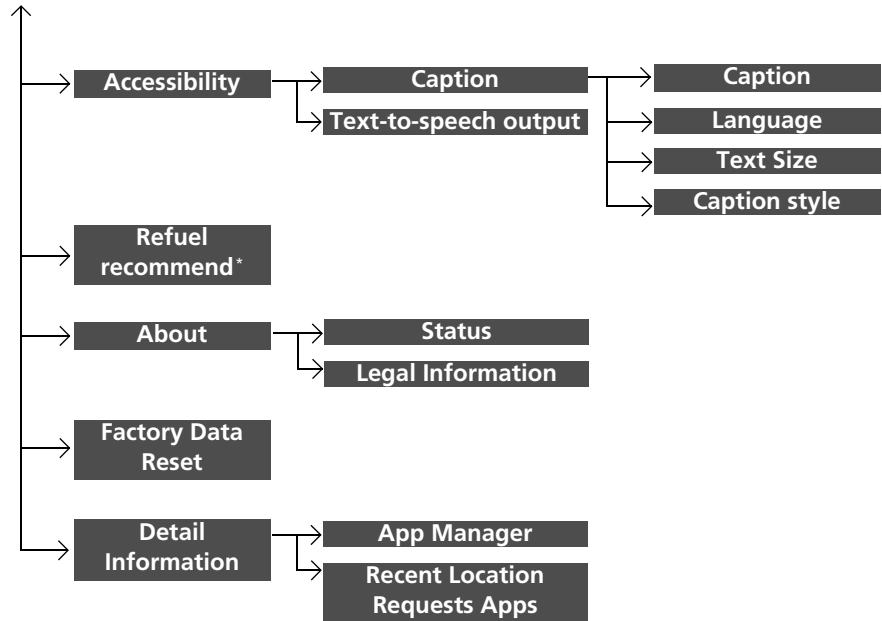 Accessibility
Caption
Text-to-speech output
Caption
Language
Text Size
Caption style
Refuel
recommend*
About
Status
Legal Information
Factory Data
Reset
Detail
Information
App Manager
Recent Location
Requests Apps